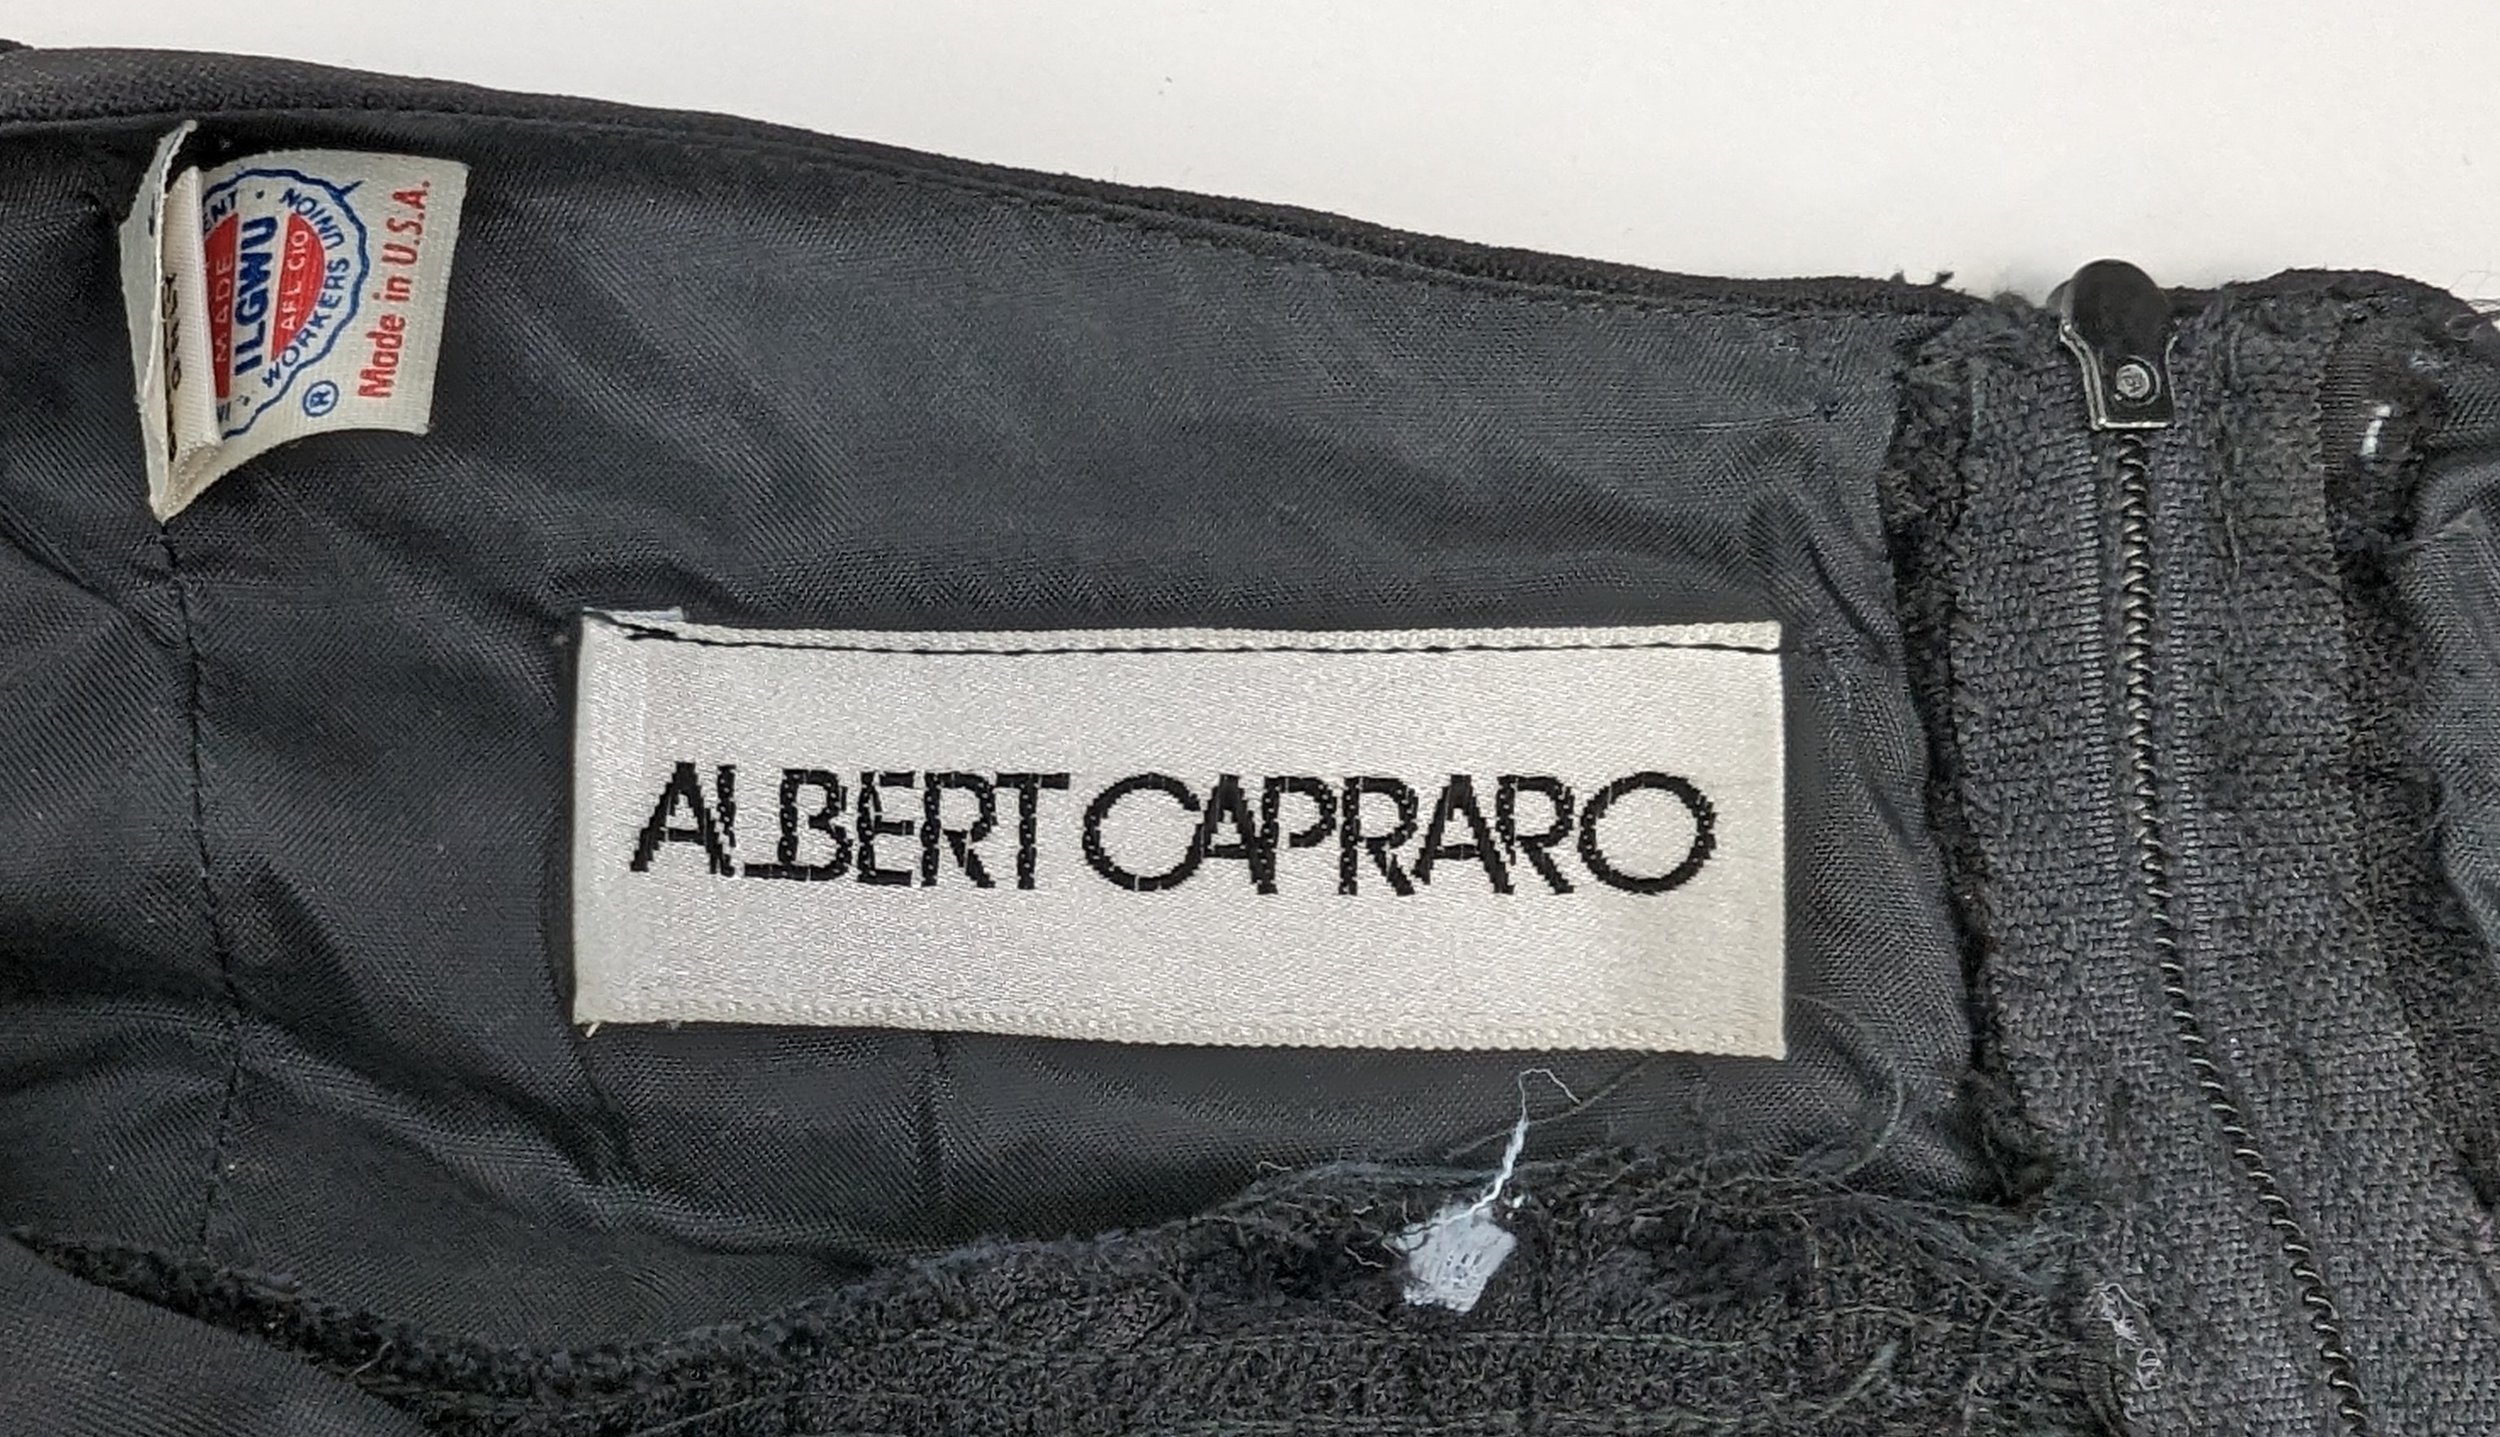 UNION
WORKERS
MADE
ILGWU
AFL CIO
®
Made in U.S.A.
ALBERT CAPRARO